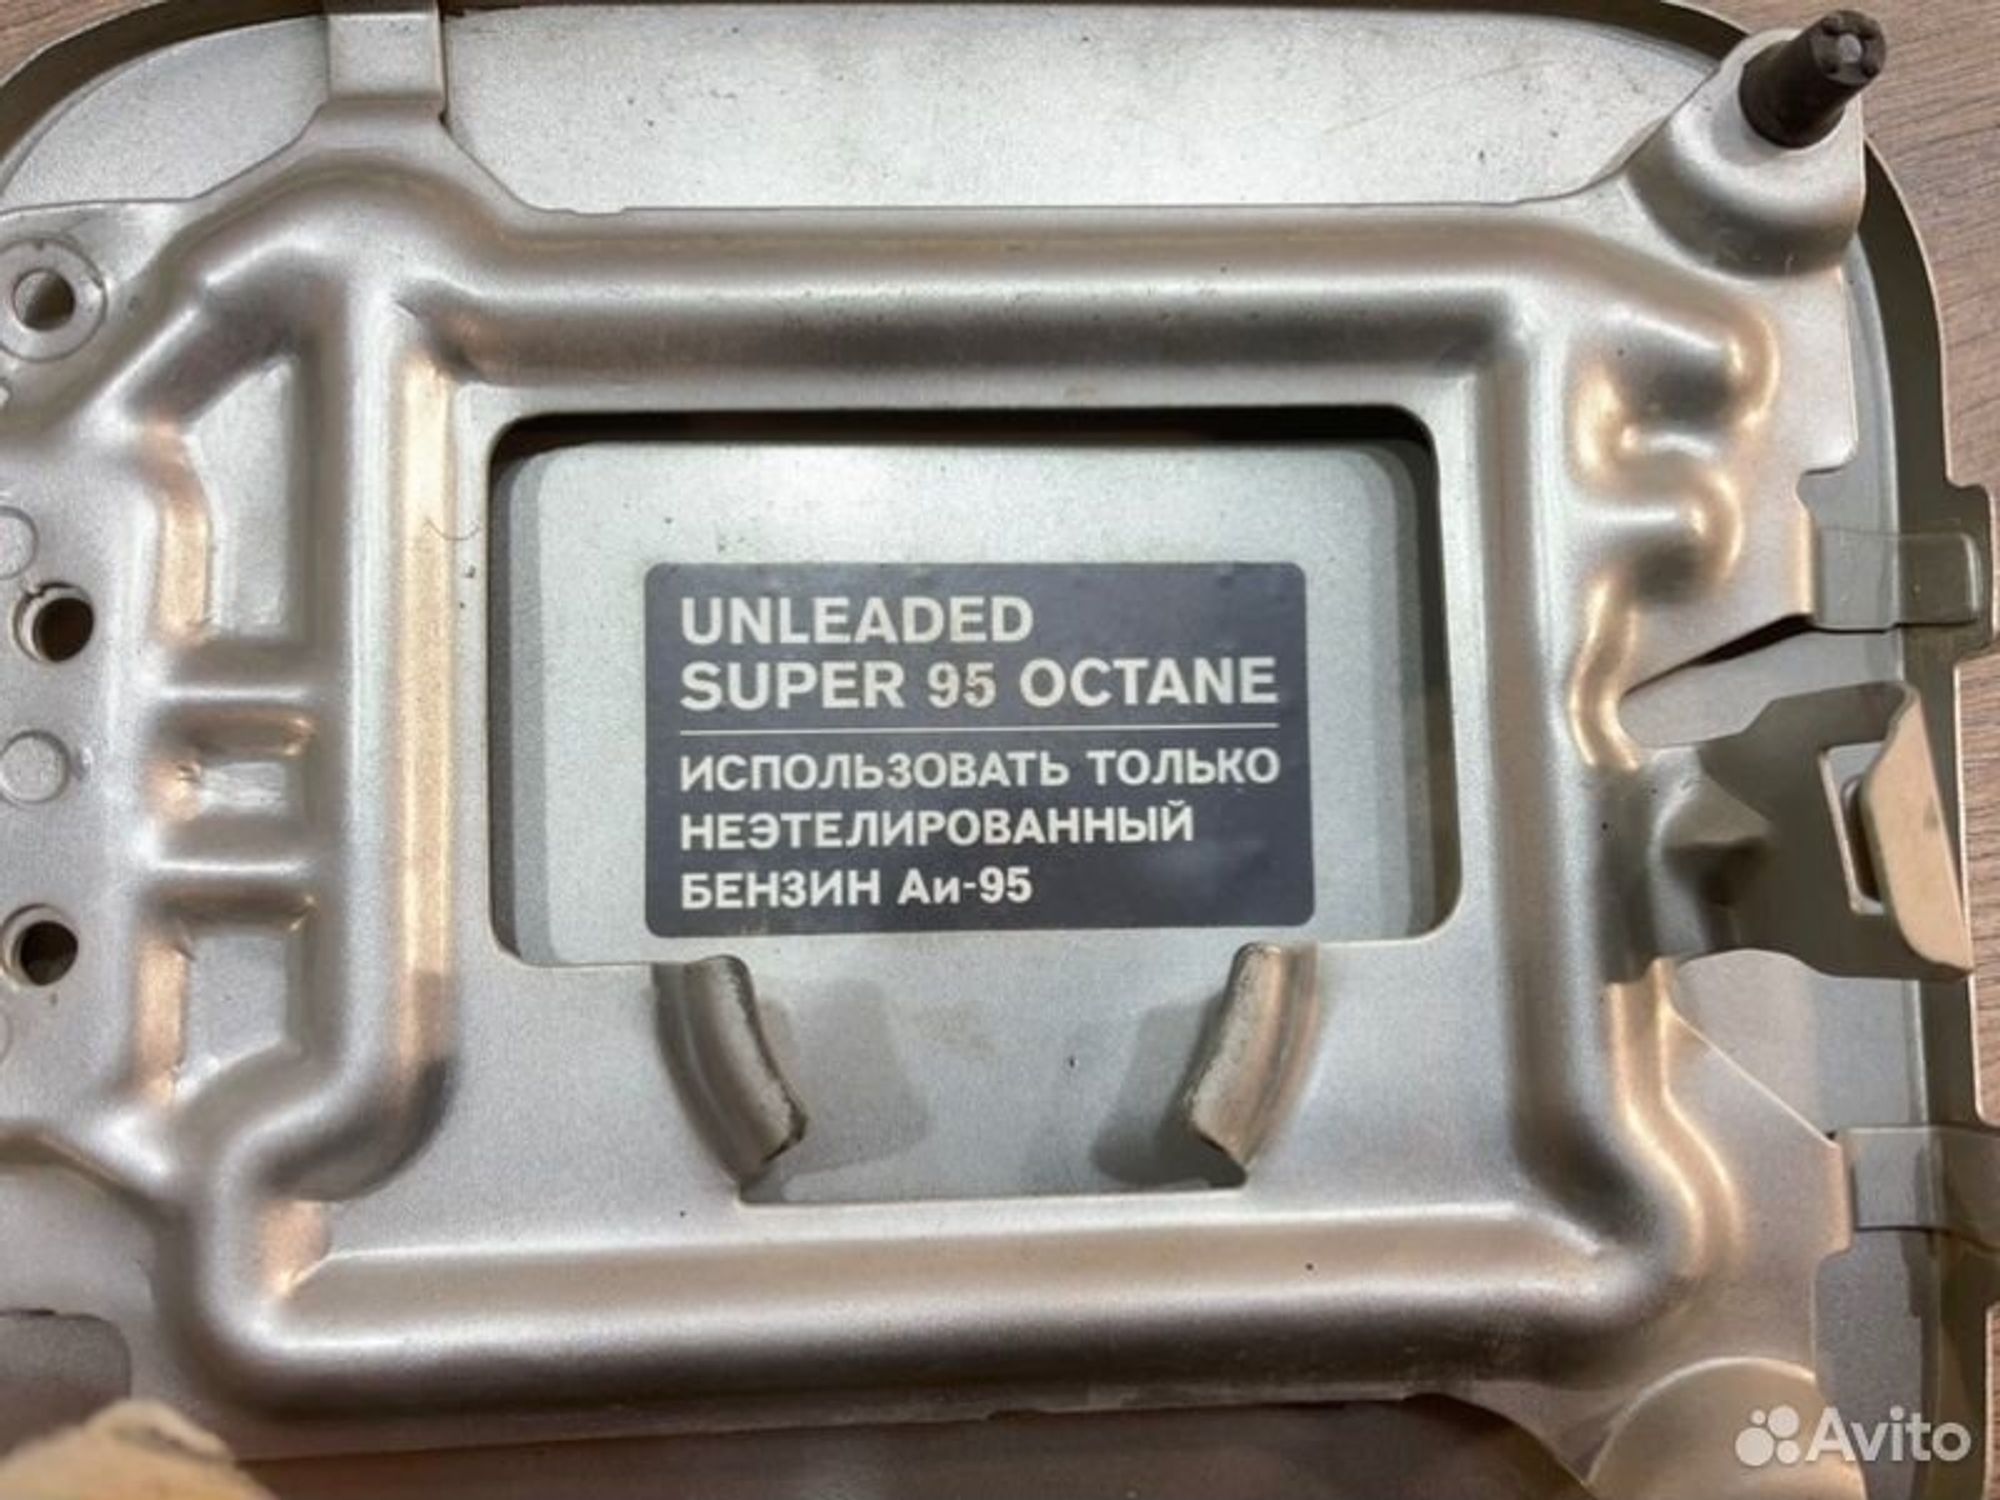 UNLEADED
SUPER 95 OCTANE
ИСПОЛЬЗОВАТЬ ТОЛЬКО
НЕЭТЕЛИРОВАННЫЙ
БЕНЗИН Аи-95
Avito